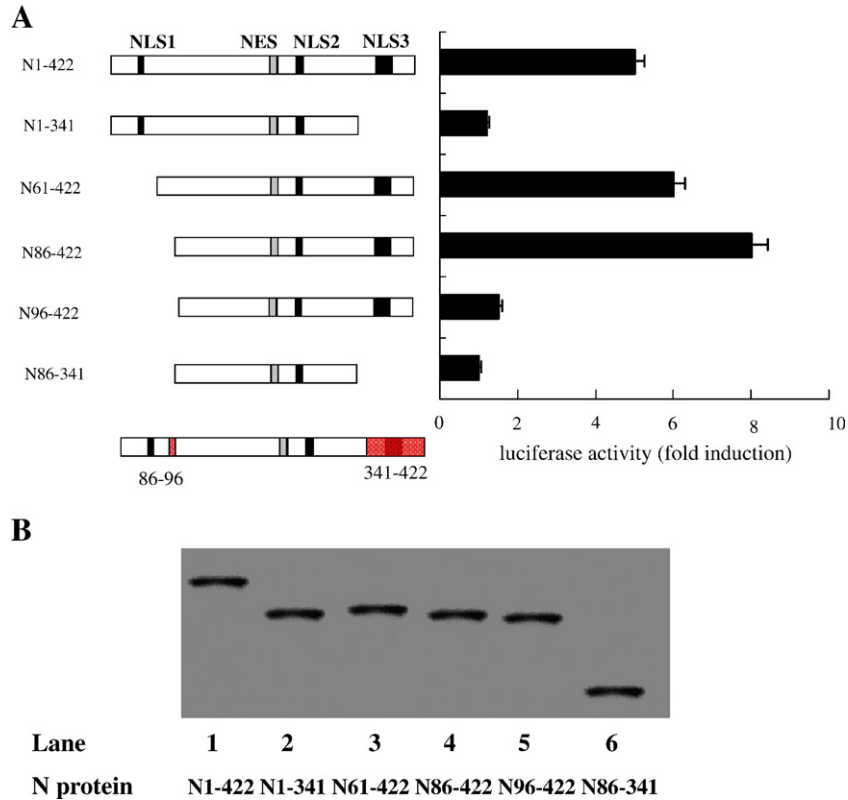 A
NLS1 NES NLS2 NLS3
N1-422
N1-341
N61-422
N86-422
N96-422
N86-341
0 2 4 6 8 10
luciferase activity (fold induction)
86-96 341-422
B
Lane 1 2 3 4 5 6
N protein N1-422 N1-341 N61-422 N86-422 N96-422 N86-341